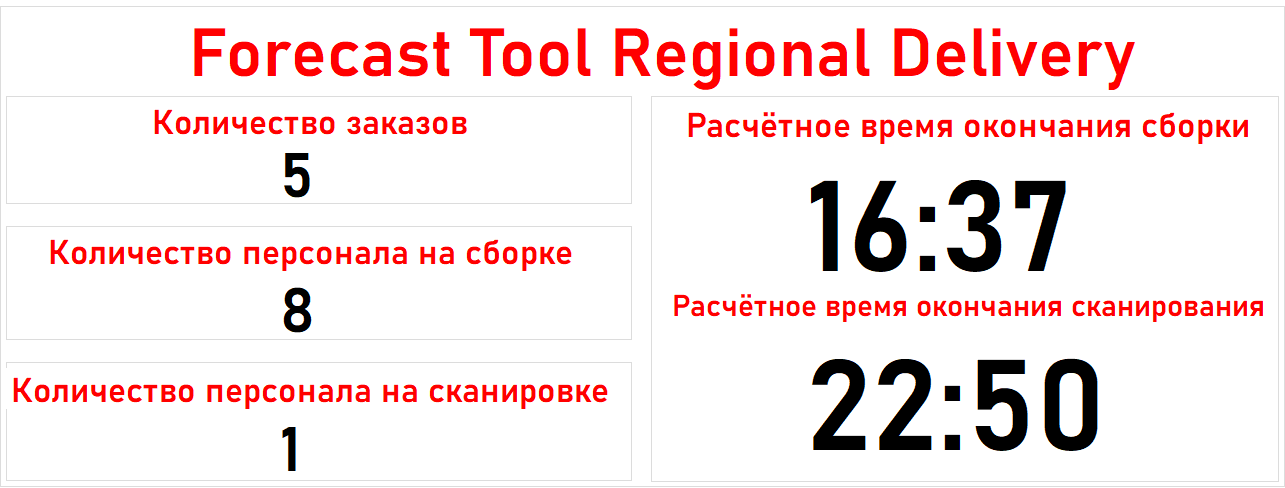 Forecast Tool Regional Delivery
Количество заказов
5
Количество персонала на сборке
8
Количество персонала на сканировке
1
Расчётное время окончания сборки
16:37
Расчётное время окончания сканирования
22:50